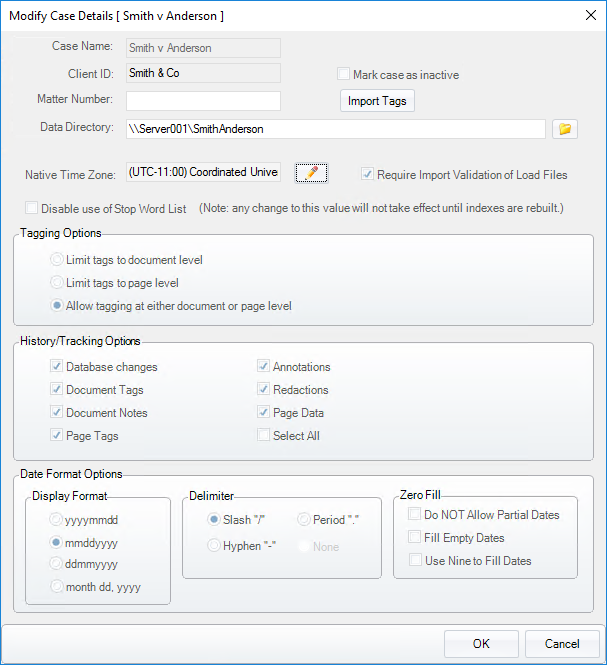 Modify Case Details [ Smith v Anderson ]
Case Name: Smith v Anderson
Client ID: Smith & Co Mark case as inactive
Matter Number: Import Tags
Data Directory: \\Server001\SmithAnderson
Native Time Zone: (UTC-11:00) Coordinated Unive Require Import Validation of Load Files
Disable use of Stop Word List (Note: any change to this value will not take effect until indexes are rebuilt.)
Tagging Options
Limit tags to document level
Limit tags to page level
Allow tagging at either document or page level
History/Tracking Options
Database changes Annotations
Document Tags Redactions
Document Notes Page Data
Page Tags Select All
Date Format Options
Display Format
yyyymmdd
mmddyyyy
ddmmyyyy
month dd, yyyy
Delimiter
Slash "/" Period "."
Hyphen "-" None
Zero Fill
Do NOT Allow Partial Dates
Fill Empty Dates
Use Nine to Fill Dates
OK Cancel